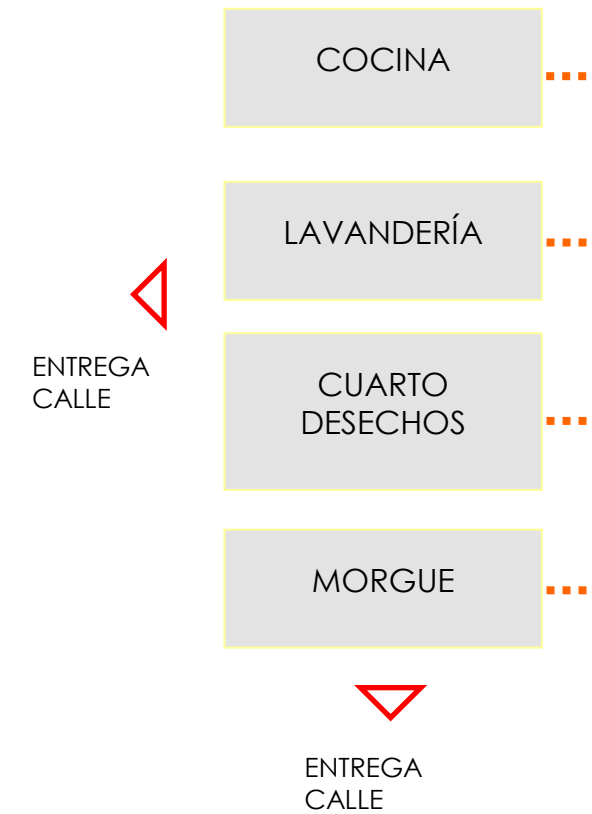 COCINA
LAVANDERÍA
ENTREGA
CALLE
CUARTO
DESECHOS
MORGUE
ENTREGA
CALLE